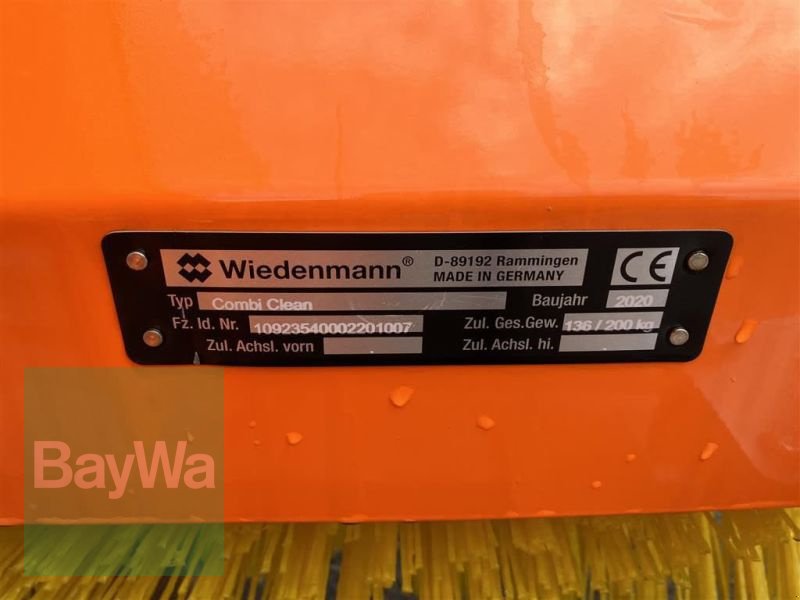 Wiedenmann® D-89192 Rammingen
MADE IN GERMANY
CE
Typ Combi Clean Baujahr 2020
Fz. Id. Nr. 10923540002201007 Zul. Ges.Gew. 136 / 200 kg
Zul. Achsl. vorn Zul. Achsl. hi.
BayWa